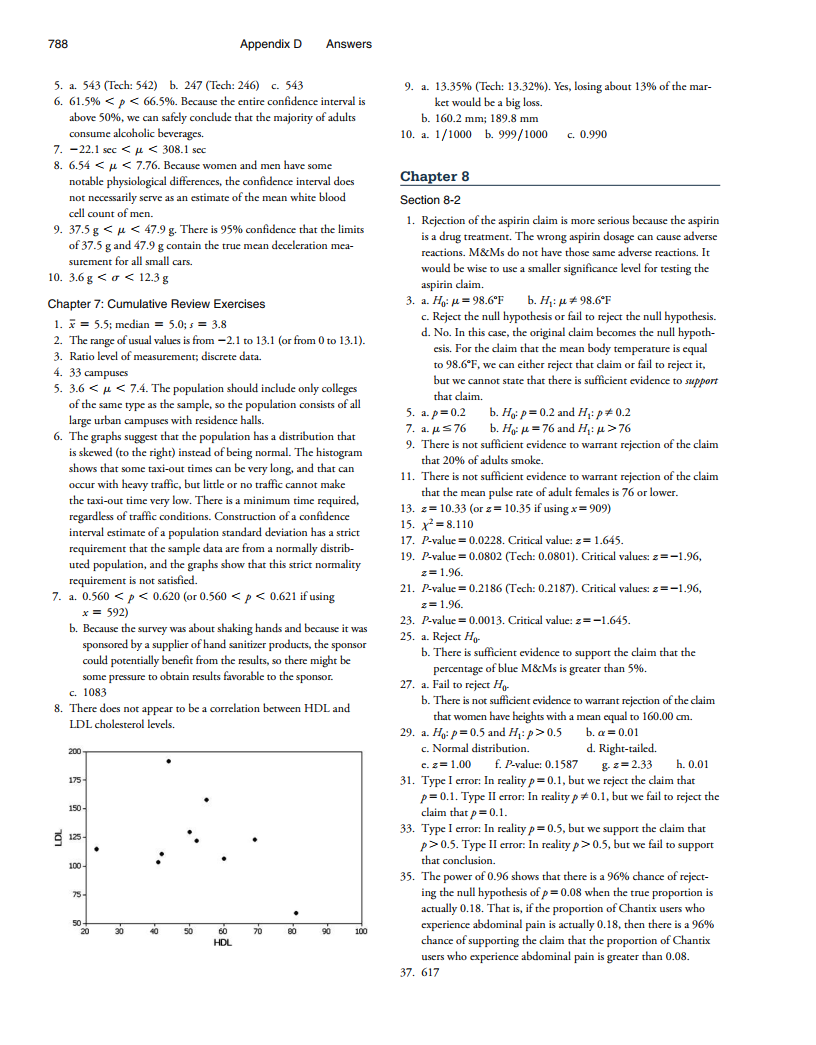 788
Appendix D Answers
5. a. 543 (Tech: 542) b. 247 (Tech: 246) c. 543
6. 61.5% < p < 66.5%. Because the entire confidence interval is
above 50%, we can safely conclude that the majority of adults
consume alcoholic beverages.
7. −22.1 sec < μ < 308.1 sec
8. 6.54 < μ < 7.76. Because women and men have some
notable physiological differences, the confidence interval does
not necessarily serve as an estimate of the mean white blood
cell count of men.
9. 37.5 g < μ < 47.9 g. There is 95% confidence that the limits
of 37.5 g and 47.9 g contain the true mean deceleration mea-
surement for all small cars.
10. 3.6 g < σ < 12.3 g
Chapter 7: Cumulative Review Exercises
1. x̄ = 5.5; median = 5.0; s = 3.8
2. The range of usual values is from −2.1 to 13.1 (or from 0 to 13.1).
3. Ratio level of measurement; discrete data.
4. 33 campuses
5. 3.6 < μ < 7.4. The population should include only colleges
of the same type as the sample, so the population consists of all
large urban campuses with residence halls.
6. The graphs suggest that the population has a distribution that
is skewed (to the right) instead of being normal. The histogram
shows that some taxi-out times can be very long, and that can
occur with heavy traffic, but little or no traffic cannot make
the taxi-out time very low. There is a minimum time required,
regardless of traffic conditions. Construction of a confidence
interval estimate of a population standard deviation has a strict
requirement that the sample data are from a normally distrib-
uted population, and the graphs show that this strict normality
requirement is not satisfied.
7. a. 0.560 < p < 0.620 (or 0.560 < p < 0.621 if using
x = 592)
b. Because the survey was about shaking hands and because it was
sponsored by a supplier of hand sanitizer products, the sponsor
could potentially benefit from the results, so there might be
some pressure to obtain results favorable to the sponsor.
c. 1083
8. There does not appear to be a correlation between HDL and
LDL cholesterol levels.
200
175
150
125
100
75
50
LDL
20 30 40 50 60 70 80 90 100
HDL
9. a. 13.35% (Tech: 13.32%). Yes, losing about 13% of the mar-
ket would be a big loss.
b. 160.2 mm; 189.8 mm
10. a. 1/1000 b. 999/1000 c. 0.990
Chapter 8
Section 8-2
1. Rejection of the aspirin claim is more serious because the aspirin
is a drug treatment. The wrong aspirin dosage can cause adverse
reactions. M&Ms do not have those same adverse reactions. It
would be wise to use a smaller significance level for testing the
aspirin claim.
3. a. H₀: μ = 98.6°F b. H₁: μ ≠ 98.6°F
c. Reject the null hypothesis or fail to reject the null hypothesis.
d. No. In this case, the original claim becomes the null hypoth-
esis. For the claim that the mean body temperature is equal
to 98.6°F, we can either reject that claim or fail to reject it,
but we cannot state that there is sufficient evidence to support
that claim.
5. a. p = 0.2 b. H₀: p = 0.2 and H₁: p ≠ 0.2
7. a. μ ≤ 76 b. H₀: μ = 76 and H₁: μ > 76
9. There is not sufficient evidence to warrant rejection of the claim
that 20% of adults smoke.
11. There is not sufficient evidence to warrant rejection of the claim
that the mean pulse rate of adult females is 76 or lower.
13. z = 10.33 (or z = 10.35 if using x = 909)
15. χ² = 8.110
17. P-value = 0.0228. Critical value: z = 1.645.
19. P-value = 0.0802 (Tech: 0.0801). Critical values: z = −1.96,
z = 1.96.
21. P-value = 0.2186 (Tech: 0.2187). Critical values: z = −1.96,
z = 1.96.
23. P-value = 0.0013. Critical value: z = −1.645.
25. a. Reject H₀.
b. There is sufficient evidence to support the claim that the
percentage of blue M&Ms is greater than 5%.
27. a. Fail to reject H₀.
b. There is not sufficient evidence to warrant rejection of the claim
that women have heights with a mean equal to 160.00 cm.
29. a. H₀: p = 0.5 and H₁: p > 0.5 b. α = 0.01
c. Normal distribution. d. Right-tailed.
e. z = 1.00 f. P-value: 0.1587 g. z = 2.33 h. 0.01
31. Type I error: In reality p = 0.1, but we reject the claim that
p = 0.1. Type II error: In reality p ≠ 0.1, but we fail to reject the
claim that p = 0.1.
33. Type I error: In reality p = 0.5, but we support the claim that
p > 0.5. Type II error: In reality p > 0.5, but we fail to support
that conclusion.
35. The power of 0.96 shows that there is a 96% chance of reject-
ing the null hypothesis of p = 0.08 when the true proportion is
actually 0.18. That is, if the proportion of Chantix users who
experience abdominal pain is actually 0.18, then there is a 96%
chance of supporting the claim that the proportion of Chantix
users who experience abdominal pain is greater than 0.08.
37. 617